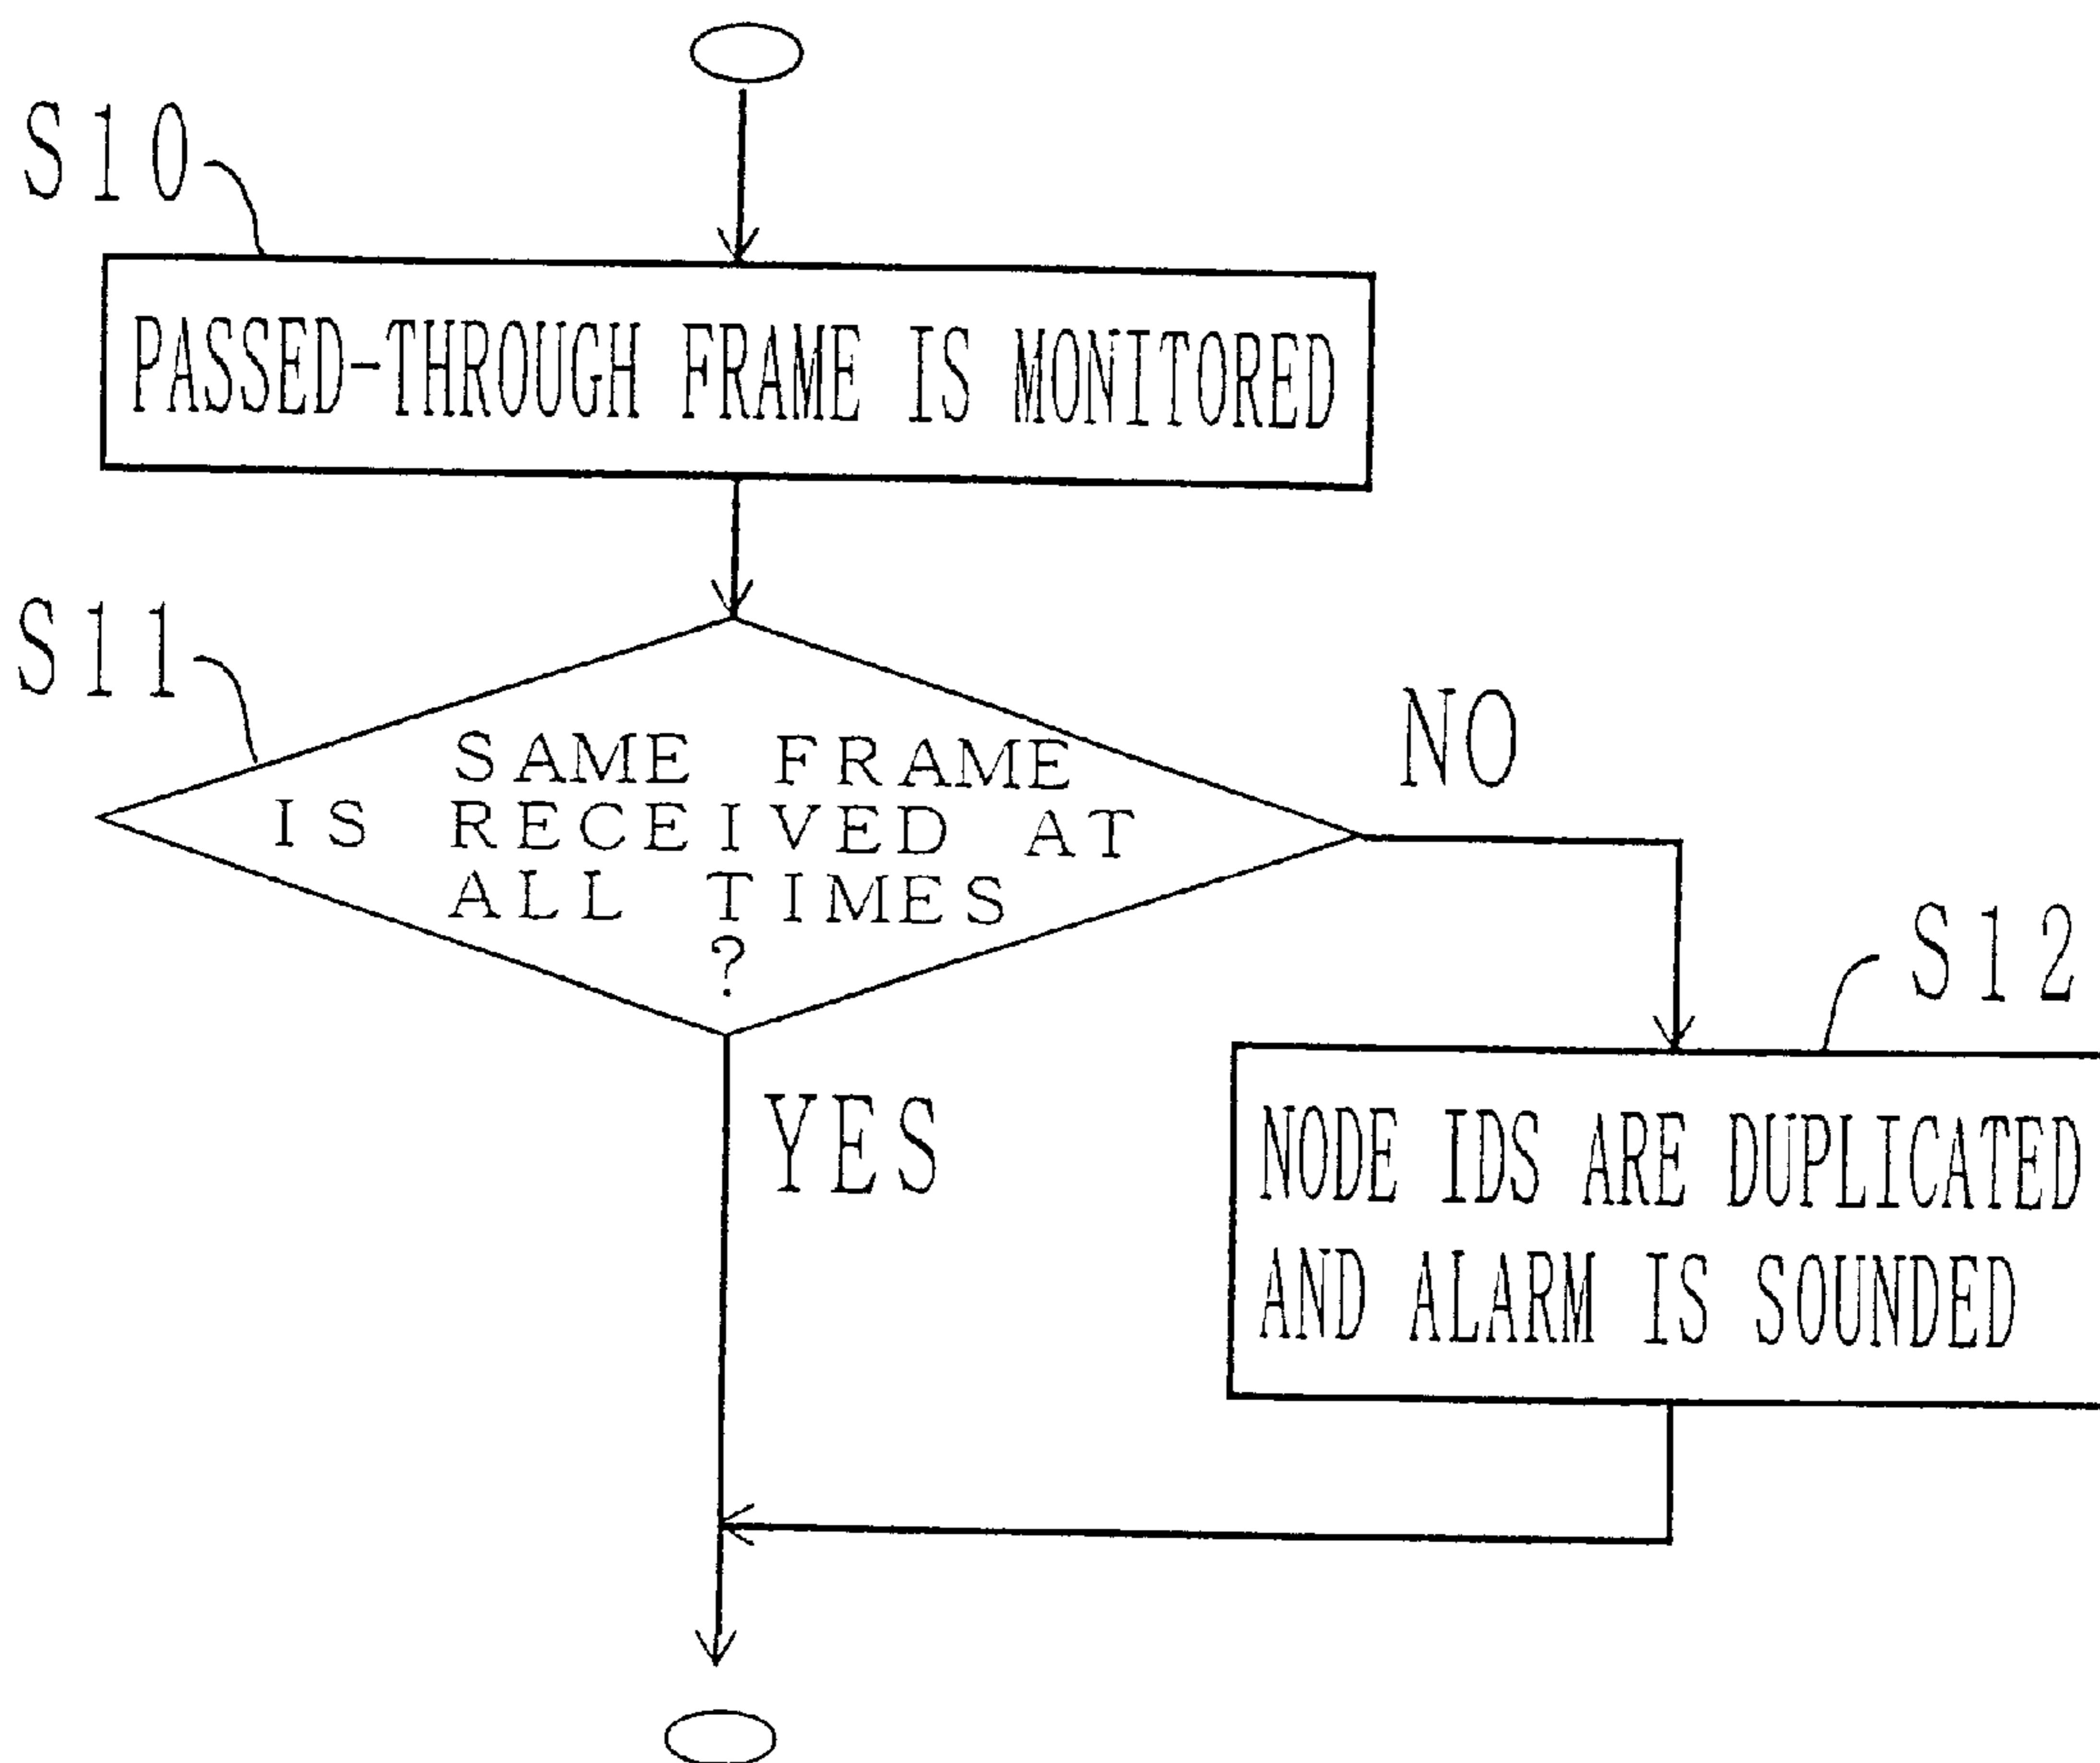 S10
PASSED-THROUGH FRAME IS MONITORED
S11
SAME FRAME
IS RECEIVED AT
ALL TIMES
?
NO
YES
S12
NODE IDS ARE DUPLICATED
AND ALARM IS SOUNDED